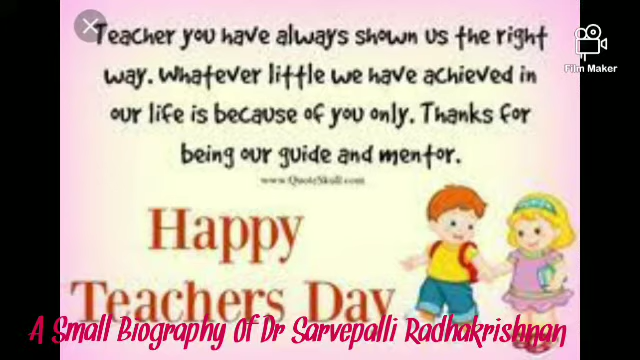 Teacher you have always shown us the right
way. Whatever little we have achieved in
our life is because of you only. Thanks for
being our guide and mentor.
www.QuoteSkull.com
Happy
Teachers Day
A Small Biography Of Dr Sarvepalli Radhakrishnan
Film Maker